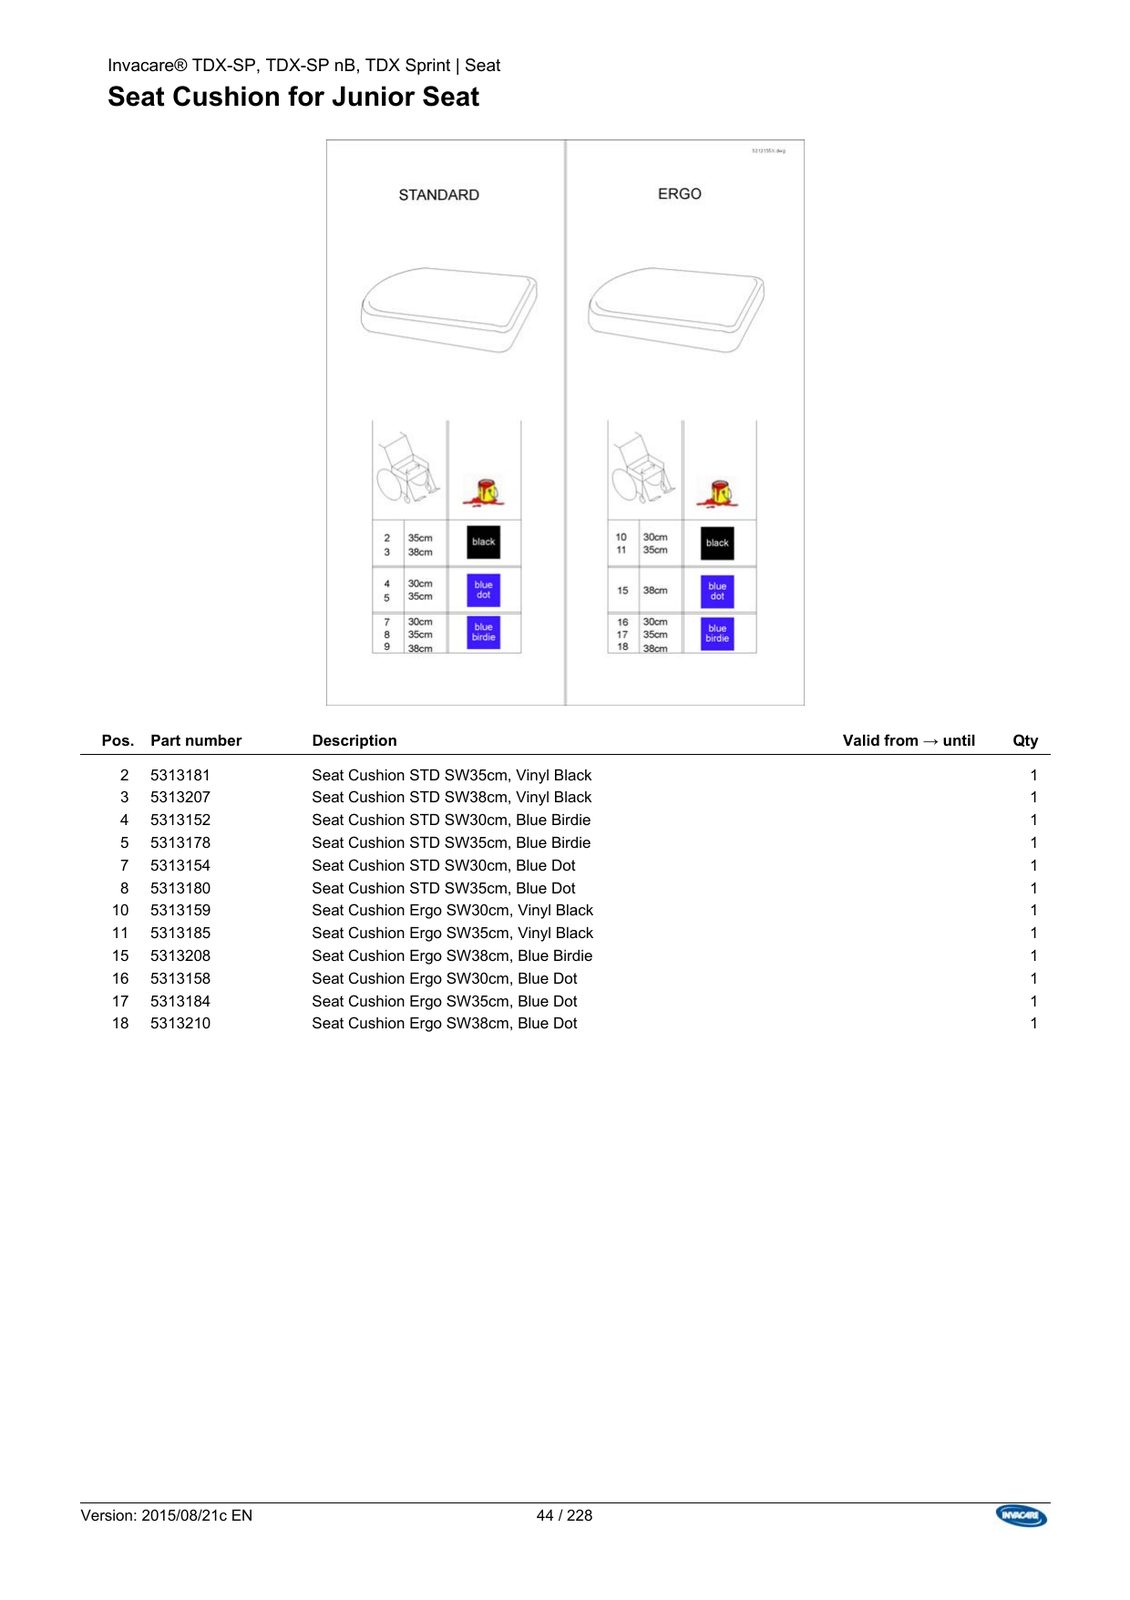 Invacare® TDX-SP, TDX-SP nB, TDX Sprint | Seat
Seat Cushion for Junior Seat
STANDARD
ERGO
2 35cm black
3 38cm
4 30cm blue
5 35cm dot
7 30cm blue
8 35cm birdie
9 38cm
10 30cm black
11 35cm
15 38cm blue dot
16 30cm blue
17 35cm birdie
18 38cm
Pos. Part number Description Valid from → until Qty
2 5313181 Seat Cushion STD SW35cm, Vinyl Black 1
3 5313207 Seat Cushion STD SW38cm, Vinyl Black 1
4 5313152 Seat Cushion STD SW30cm, Blue Birdie 1
5 5313178 Seat Cushion STD SW35cm, Blue Birdie 1
7 5313154 Seat Cushion STD SW30cm, Blue Dot 1
8 5313180 Seat Cushion STD SW35cm, Blue Dot 1
10 5313159 Seat Cushion Ergo SW30cm, Vinyl Black 1
11 5313185 Seat Cushion Ergo SW35cm, Vinyl Black 1
15 5313208 Seat Cushion Ergo SW38cm, Blue Birdie 1
16 5313158 Seat Cushion Ergo SW30cm, Blue Dot 1
17 5313184 Seat Cushion Ergo SW35cm, Blue Dot 1
18 5313210 Seat Cushion Ergo SW38cm, Blue Dot 1
Version: 2015/08/21c EN 44 / 228 INVACARE